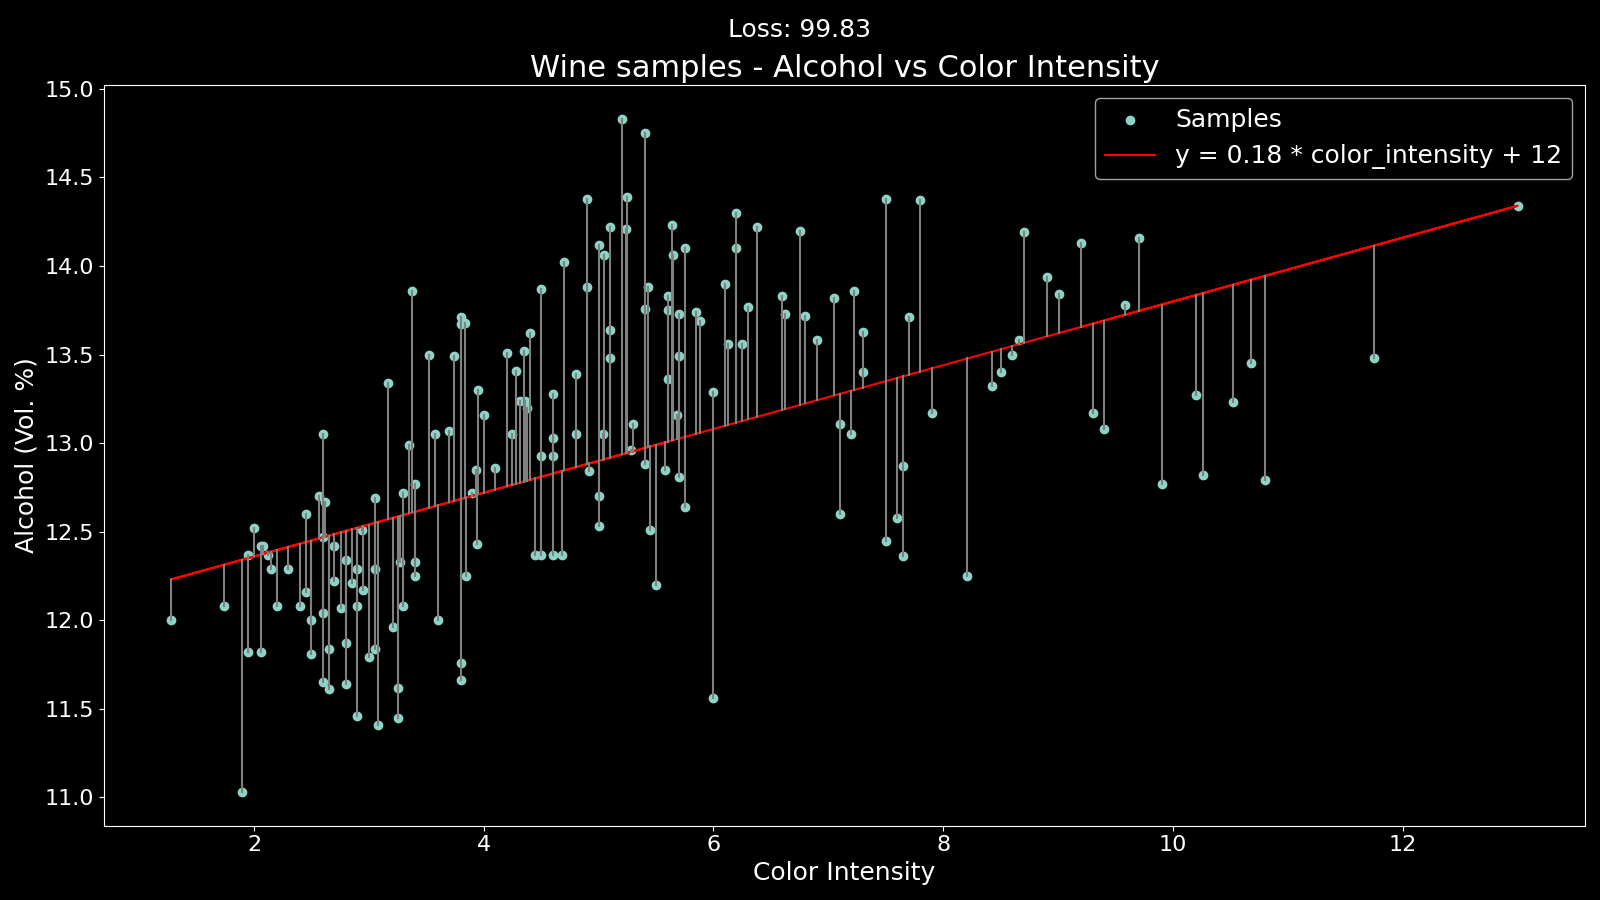 Loss: 99.83
Wine samples - Alcohol vs Color Intensity
Samples
y = 0.18 * color_intensity + 12
Alcohol (Vol. %)
15.0
14.5
14.0
13.5
13.0
12.5
12.0
11.5
11.0
2 4 6 8 10 12
Color Intensity